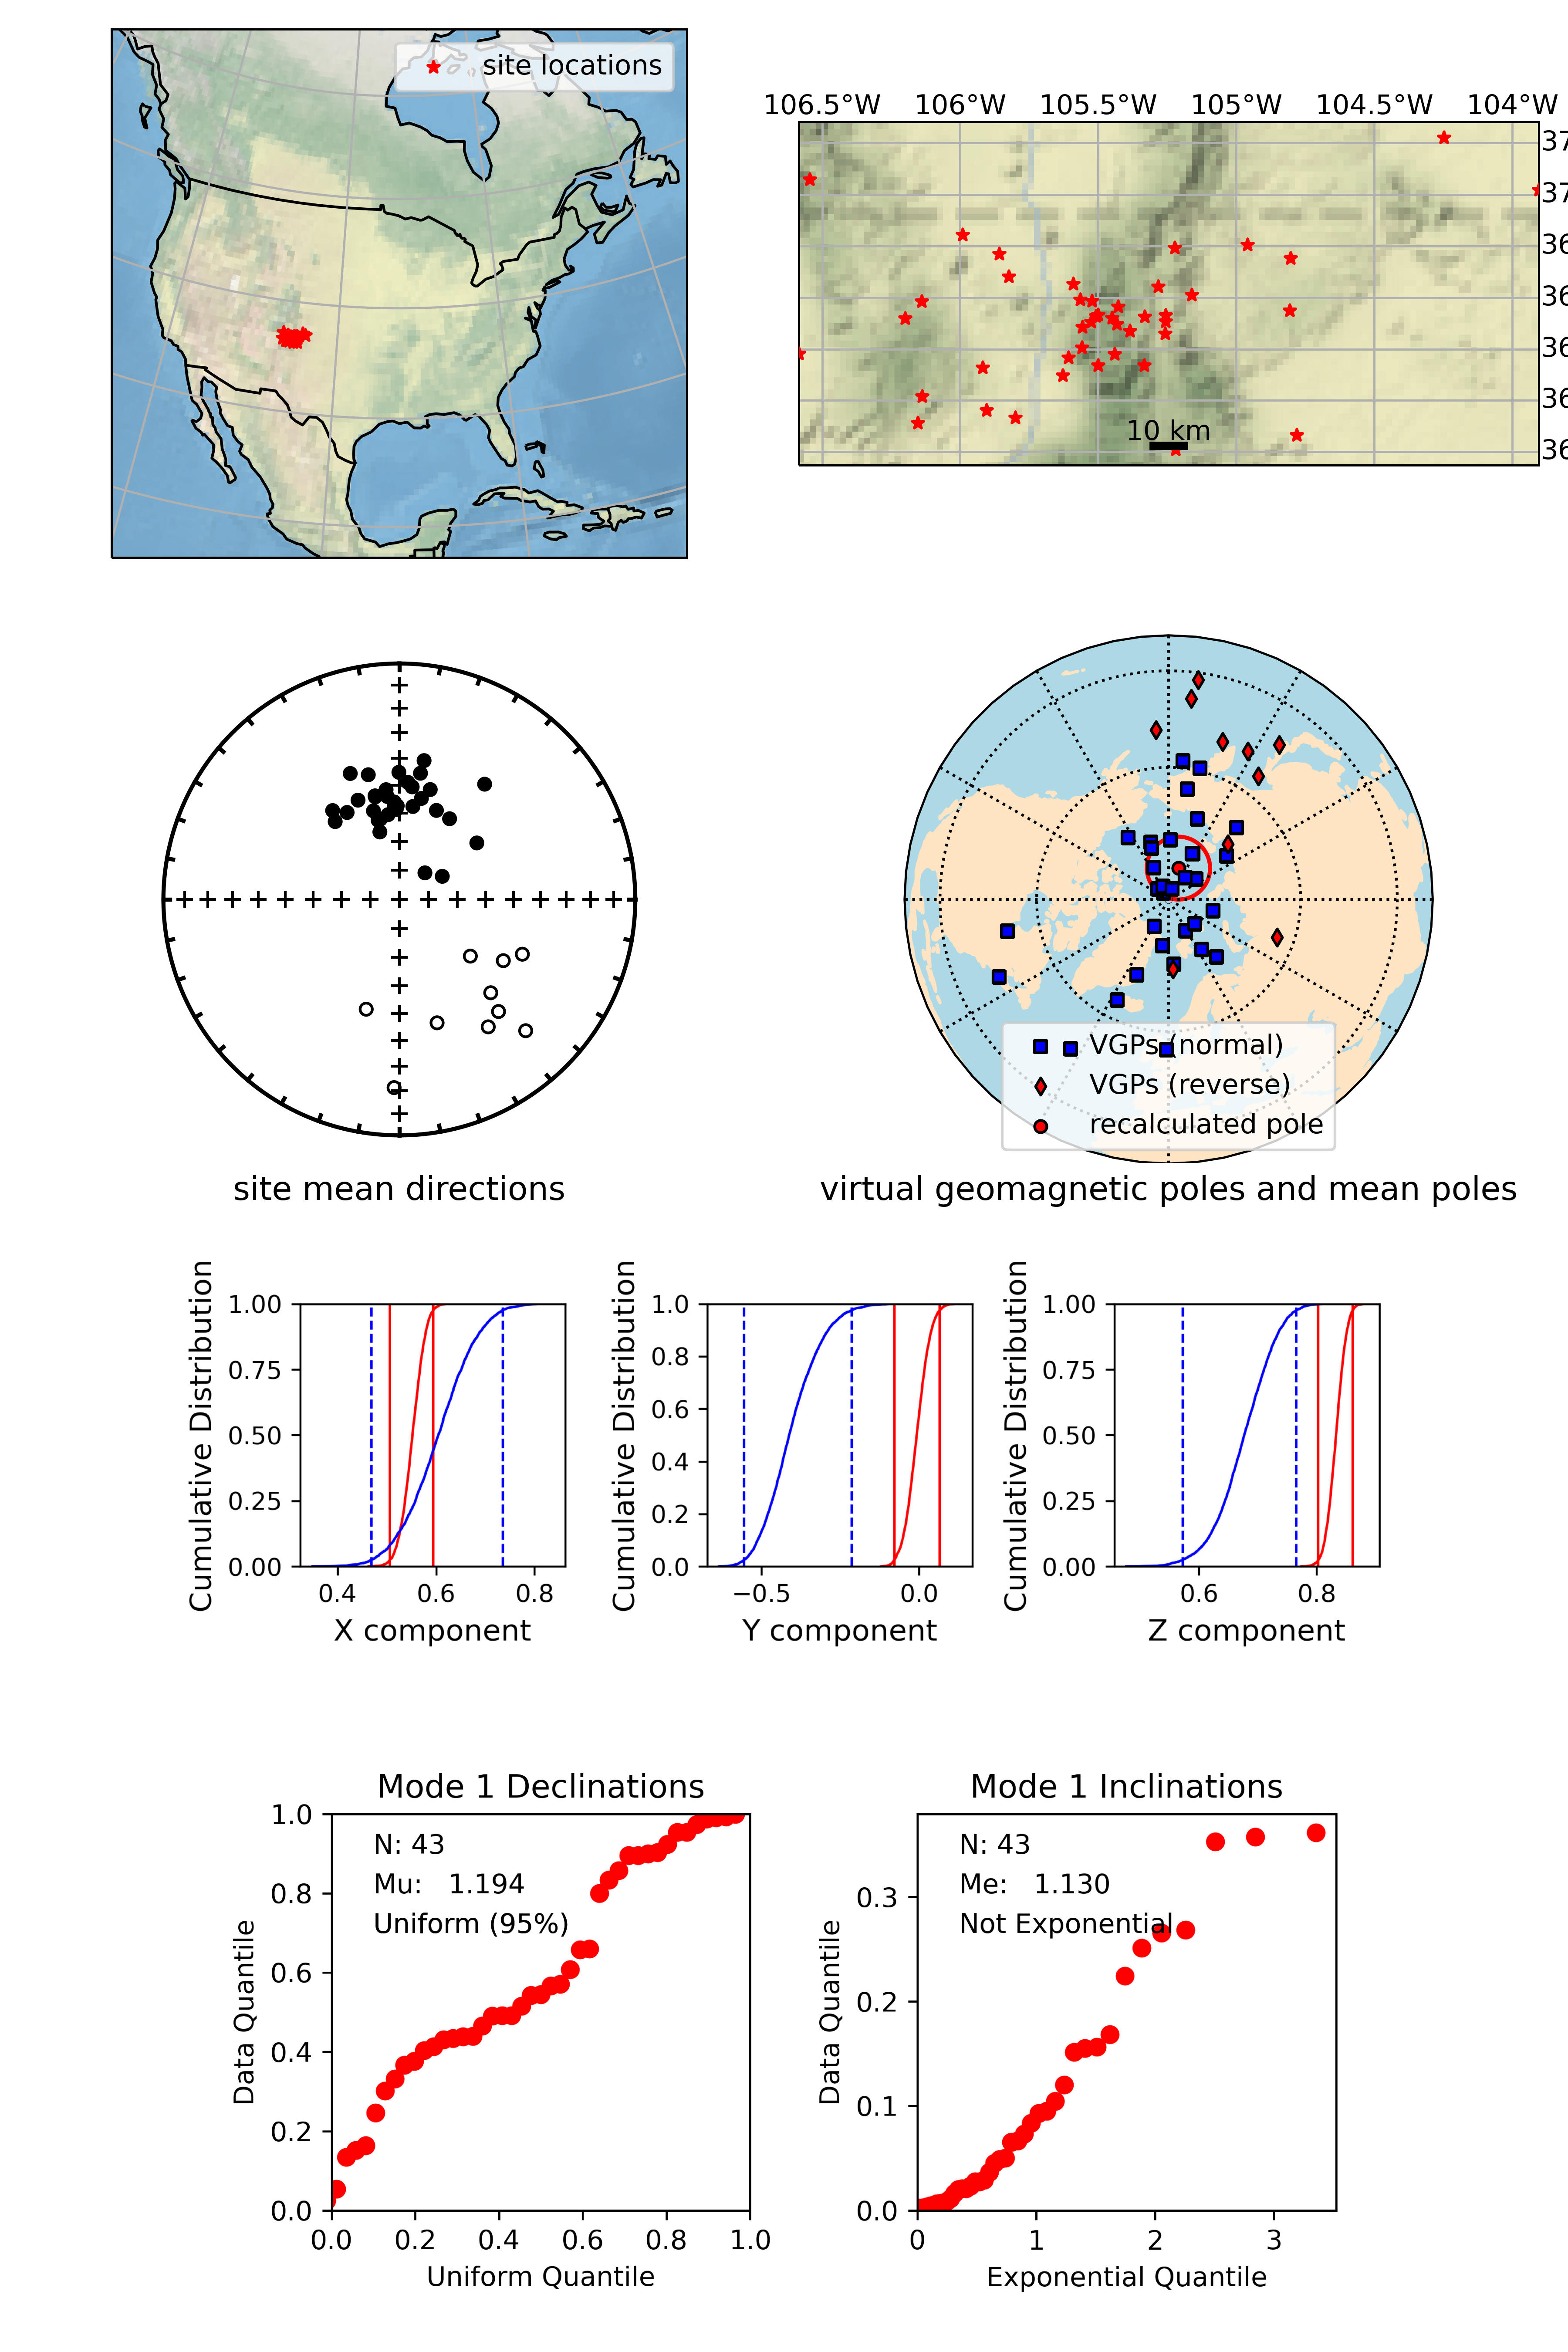 site locations
106.5°W 106°W 105.5°W 105°W 104.5°W 104°W
37
37
36
36
36
36
36
10 km
VGPs (normal)
VGPs (reverse)
recalculated pole
site mean directions
virtual geomagnetic poles and mean poles
Cumulative Distribution
1.00
0.75
0.50
0.25
0.00
0.4 0.6 0.8
X component
Cumulative Distribution
1.0
0.8
0.6
0.4
0.2
0.0
−0.5 0.0
Y component
Cumulative Distribution
1.00
0.75
0.50
0.25
0.00
0.6 0.8
Z component
Mode 1 Declinations
N: 43
Mu: 1.194
Uniform (95%)
Data Quantile
1.0
0.8
0.6
0.4
0.2
0.0
0.0 0.2 0.4 0.6 0.8 1.0
Uniform Quantile
Mode 1 Inclinations
N: 43
Me: 1.130
Not Exponential
Data Quantile
0.3
0.2
0.1
0.0
0 1 2 3
Exponential Quantile